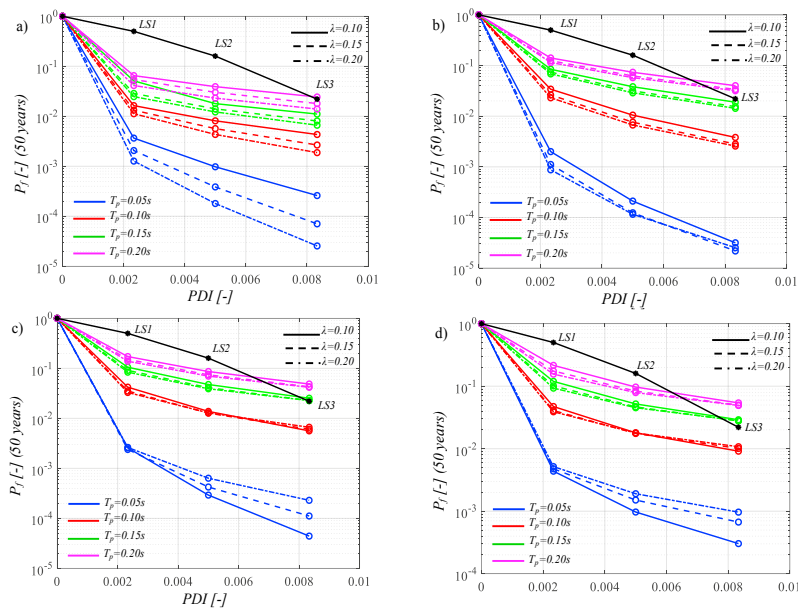 a)
LS1
LS2
LS3
λ=0.10
λ=0.15
λ=0.20
T_p=0.05s
T_p=0.10s
T_p=0.15s
T_p=0.20s
P_f [-] (50 years)
10^0
10^-1
10^-2
10^-3
10^-4
10^-5
0 0.002 0.004 0.006 0.008 0.01
PDI [-]
b)
LS1
LS2
LS3
λ=0.10
λ=0.15
λ=0.20
T_p=0.05s
T_p=0.10s
T_p=0.15s
T_p=0.20s
P_f [-] (50 years)
10^0
10^-1
10^-2
10^-3
10^-4
10^-5
0 0.002 0.004 0.006 0.008 0.01
PDI [-]
c)
LS1
LS2
LS3
λ=0.10
λ=0.15
λ=0.20
T_p=0.05s
T_p=0.10s
T_p=0.15s
T_p=0.20s
P_f [-] (50 years)
10^0
10^-1
10^-2
10^-3
10^-4
10^-5
0 0.002 0.004 0.006 0.008 0.01
PDI [-]
d)
LS1
LS2
LS3
λ=0.10
λ=0.15
λ=0.20
T_p=0.05s
T_p=0.10s
T_p=0.15s
T_p=0.20s
P_f [-] (50 years)
10^0
10^-1
10^-2
10^-3
10^-4
0 0.002 0.004 0.006 0.008 0.01
PDI [-]